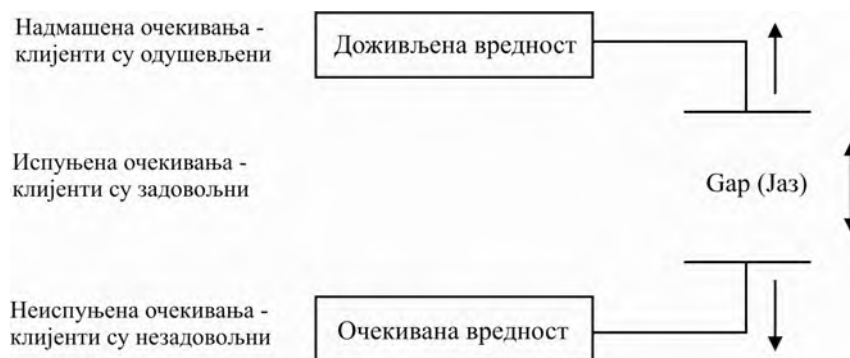 Надмашена очекивања -
клијенти су одушевљени
Доживљена вредност
Испуњена очекивања -
клијенти су задовољни
Gap (Јаз)
Неиспуњена очекивања -
клијенти су незадовољни
Очекивана вредност